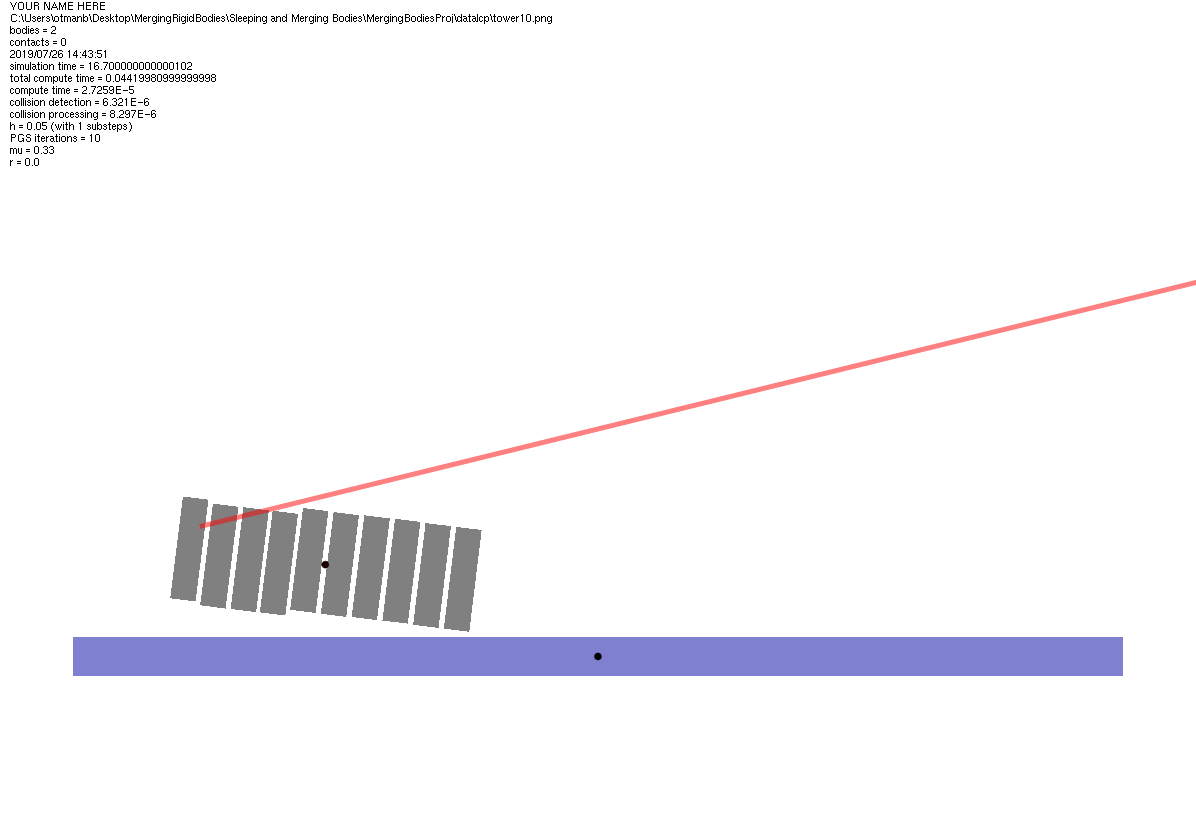 YOUR NAME HERE
C:\Users\otmanb\Desktop\MergingRigidBodies\Sleeping and Merging Bodies\MergingBodiesProj\datalcp\tower10.png
bodies = 2
contacts = 0
2019/07/26 14:43:51
simulation time = 16.700000000000102
total compute time = 0.04419980999999998
compute time = 2.7259E-5
collision detection = 6.321E-6
collision processing = 8.297E-6
h = 0.05 (with 1 substeps)
PGS iterations = 10
mu = 0.33
r = 0.0